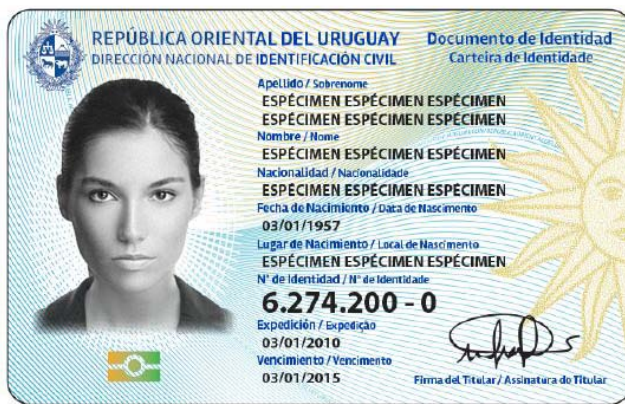 REPÚBLICA ORIENTAL DEL URUGUAY
DIRECCIÓN NACIONAL DE IDENTIFICACIÓN CIVIL
Documento de Identidad
Carteira de Identidade
Apellido / Sobrenome
ESPÉCIMEN ESPÉCIMEN ESPÉCIMEN
ESPÉCIMEN ESPÉCIMEN ESPÉCIMEN
Nombre / Nome
ESPÉCIMEN ESPÉCIMEN ESPÉCIMEN
Nacionalidad / Nacionalidade
ESPÉCIMEN ESPÉCIMEN ESPÉCIMEN
Fecha de Nacimiento / Data de Nascimento
03/01/1957
Lugar de Nacimiento / Local de Nascimento
ESPÉCIMEN ESPÉCIMEN ESPÉCIMEN
N° de Identidad / N° de Identidade
6.274.200 - 0
Expedición / Expedição
03/01/2010
Vencimiento / Vencimento
03/01/2015
Firma del Titular / Assinatura do Titular